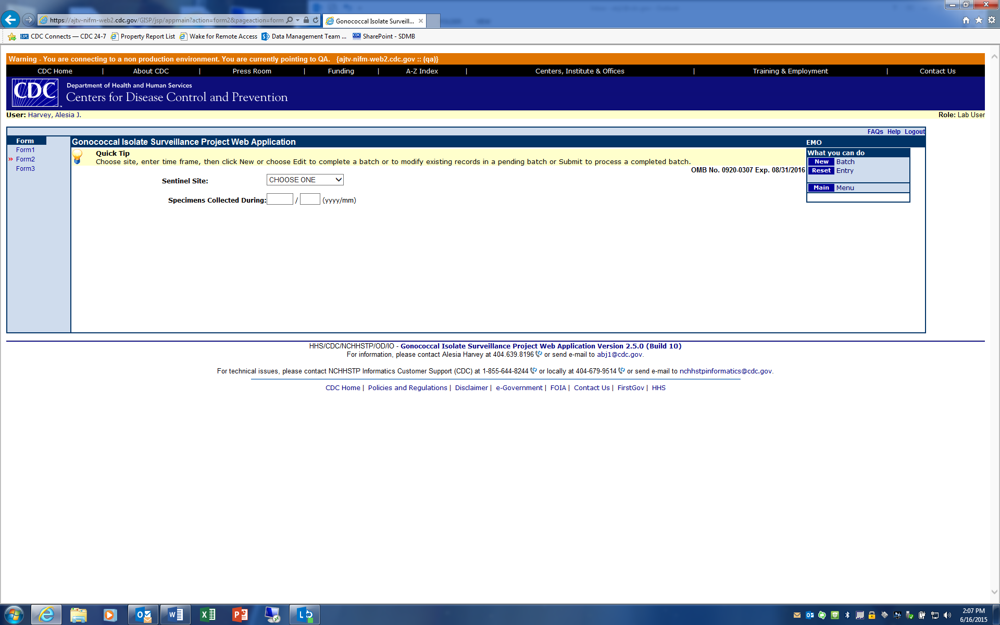 https://ajtv-nifm-web2.cdc.gov/GISP/jsp/appmain?action=form2&pageaction=form
Gonococcal Isolate Surveill...
CDC Connects — CDC 24-7 Property Report List Wake for Remote Access Data Management Team ... SharePoint - SDMB
Warning - You are connecting to a non production environment. You are currently pointing to QA. {ajtv-nifm-web2.cdc.gov :: (qa)}
CDC Home | About CDC | Press Room | Funding | A-Z Index | Centers, Institute & Offices | Training & Employment | Contact Us
CDC
Department of Health and Human Services
Centers for Disease Control and Prevention
User: Harvey, Alesia J. Role: Lab User
FAQs Help Logout
Form
Form1
» Form2
Form3
Gonococcal Isolate Surveillance Project Web Application
EMO
Quick Tip
Choose site, enter time frame, then click New or choose Edit to complete a batch or to modify existing records in a pending batch or Submit to process a completed batch.
OMB No. 0920-0307 Exp. 08/31/2016
Sentinel Site: CHOOSE ONE
Specimens Collected During: / (yyyy/mm)
What you can do
New Batch
Reset Entry
Main Menu
HHS/CDC/NCHHSTP/OD/IO - Gonococcal Isolate Surveillance Project Web Application Version 2.5.0 (Build 10)
For information, please contact Alesia Harvey at 404.639.8196 or send e-mail to abj1@cdc.gov.
For technical issues, please contact NCHHSTP Informatics Customer Support (CDC) at 1-855-644-8244 or locally at 404-679-9514 or send e-mail to nchhstpinformatics@cdc.gov.
CDC Home | Policies and Regulations | Disclaimer | e-Government | FOIA | Contact Us | FirstGov | HHS
2:07 PM
6/16/2015